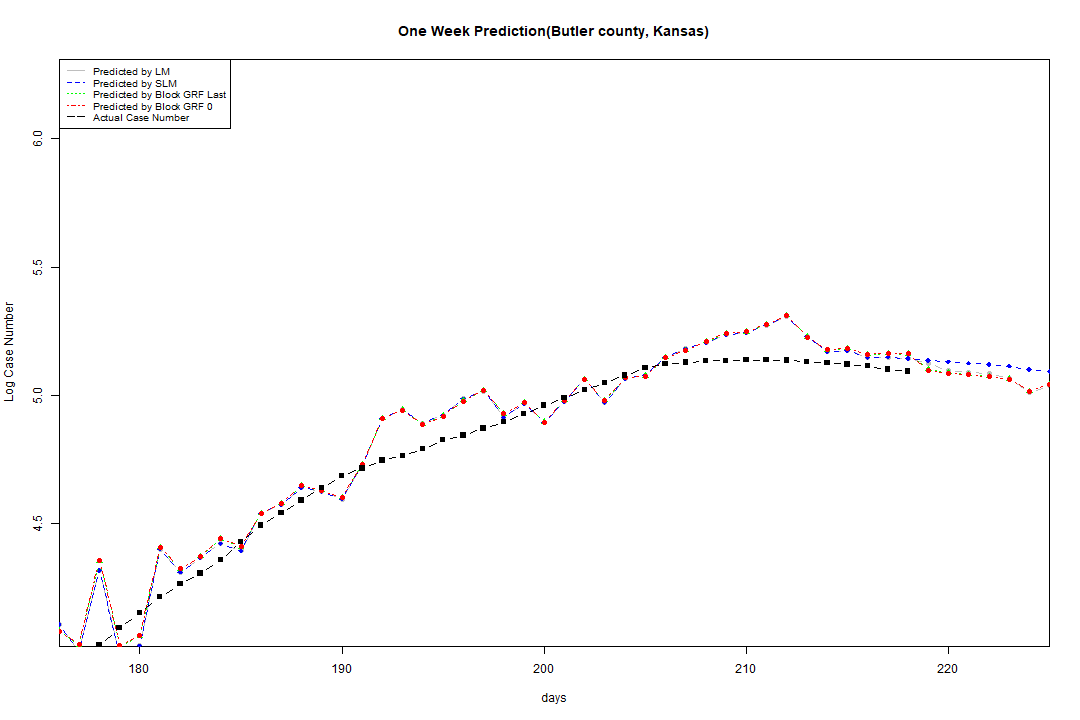 One Week Prediction(Butler county, Kansas)
Predicted by LM
Predicted by SLM
Predicted by Block GRF Last
Predicted by Block GRF 0
Actual Case Number
6.0
5.5
5.0
4.5
Log Case Number
180 190 200 210 220
days